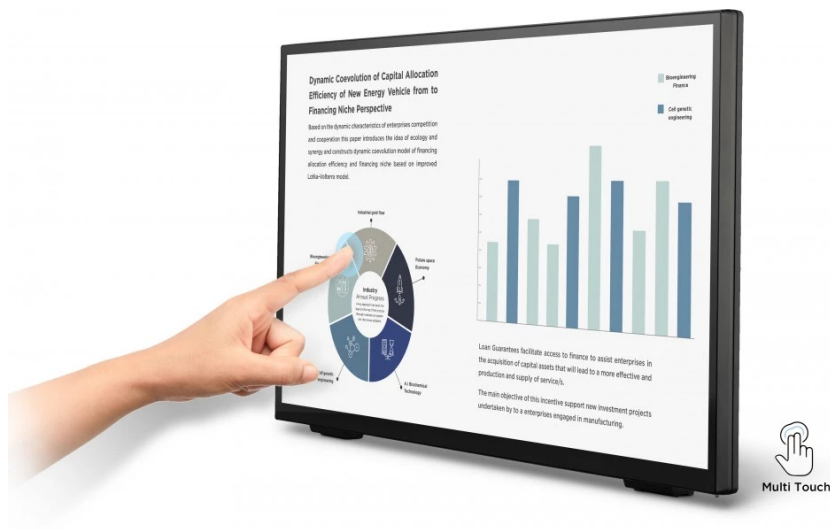 Dynamic Coevolution of Capital Allocation
Efficiency of New Energy Vehicle from to
Financing Niche Perspective
Based on the dynamic characteristics of enterprises competition
and cooperation this paper introduces the idea of ecology and
synergy and constructs dynamic coevolution model of financing
allocation efficiency and financing niche based on improved
Lotka-Volterra model.
Industrial grid flow
Future space
Economy
Industry
Annual Progress
A.I. Biochemical
Technology
engineering
Bioengineering
Finance
Cell genetic
engineering
Loan Guarantees facilitate access to finance to assist enterprises in
the acquisition of capital assets that will lead to a more effective and
production and supply of service/s.
The main objective of this incentive support new investment projects
undertaken by to a enterprises engaged in manufacturing.
Multi Touch